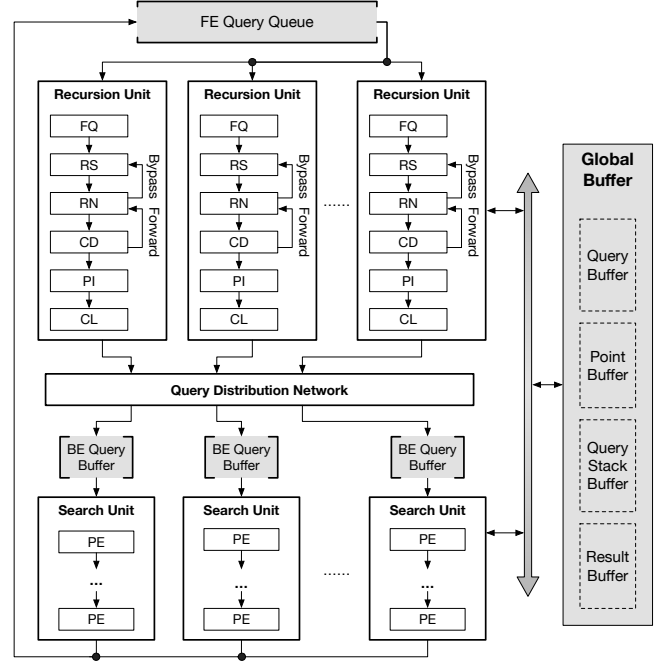 FE Query Queue
Recursion Unit
FQ
RS
RN
CD
PI
CL
Bypass
Forward
Recursion Unit
FQ
RS
RN
CD
PI
CL
Bypass
Forward
......
Recursion Unit
FQ
RS
RN
CD
PI
CL
Bypass
Forward
Query Distribution Network
BE Query
Buffer
BE Query
Buffer
BE Query
Buffer
Search Unit
PE
...
PE
Search Unit
PE
...
PE
......
Search Unit
PE
...
PE
Global
Buffer
Query
Buffer
Point
Buffer
Query
Stack
Buffer
Result
Buffer